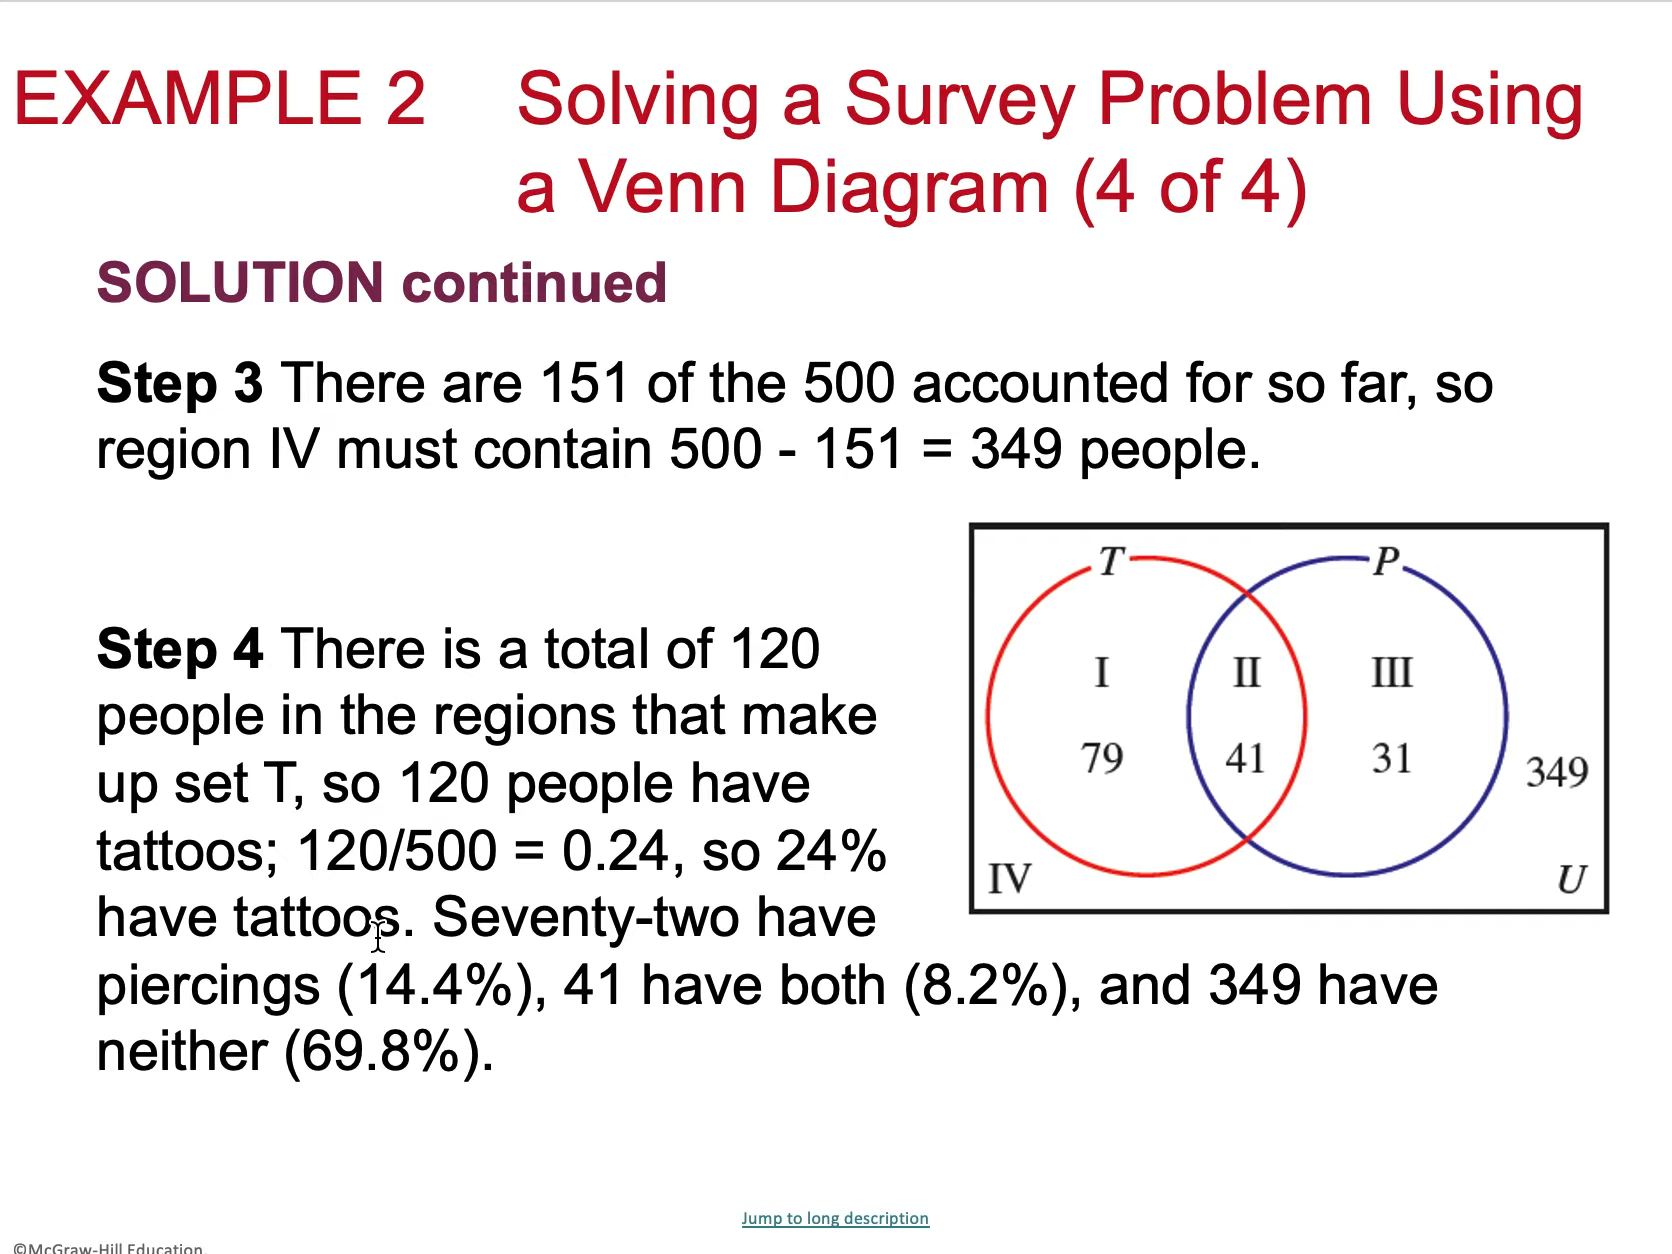 EXAMPLE 2 Solving a Survey Problem Using
a Venn Diagram (4 of 4)
SOLUTION continued
Step 3 There are 151 of the 500 accounted for so far, so
region IV must contain 500 - 151 = 349 people.
Step 4 There is a total of 120
people in the regions that make
up set T, so 120 people have
tattoos; 120/500 = 0.24, so 24%
have tattoos. Seventy-two have
piercings (14.4%), 41 have both (8.2%), and 349 have
neither (69.8%).
T P
I II III
79 41 31
349
IV U
Jump to long description
©McGraw-Hill Education.